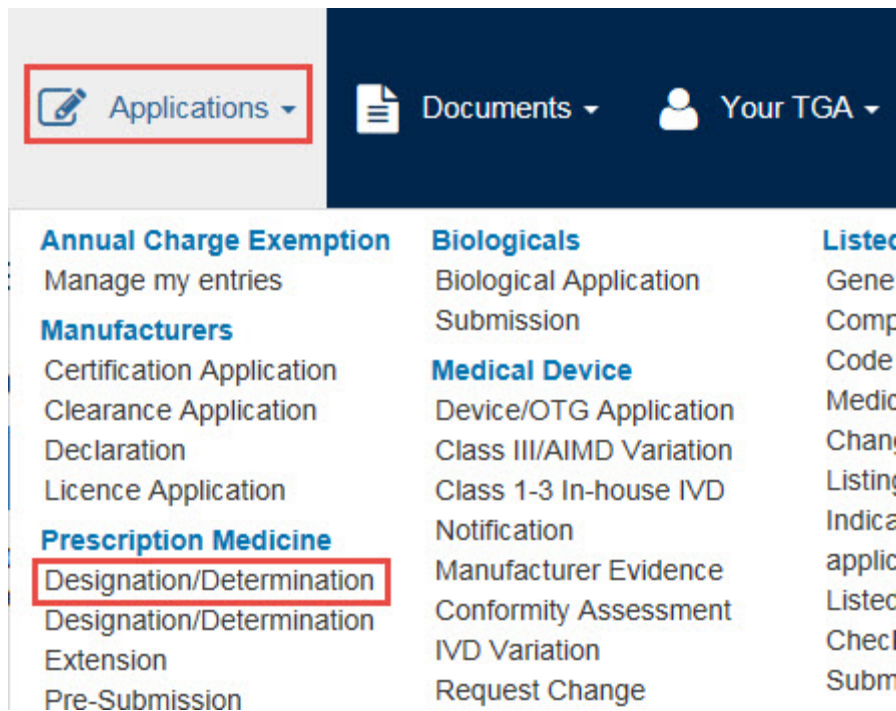 Applications
Documents
Your TGA
Annual Charge Exemption
Manage my entries
Manufacturers
Certification Application
Clearance Application
Declaration
Licence Application
Prescription Medicine
Designation/Determination
Designation/Determination
Extension
Pre-Submission
Biologicals
Biological Application
Submission
Medical Device
Device/OTG Application
Class III/AIMD Variation
Class 1-3 In-house IVD
Notification
Manufacturer Evidence
Conformity Assessment
IVD Variation
Request Change
Code